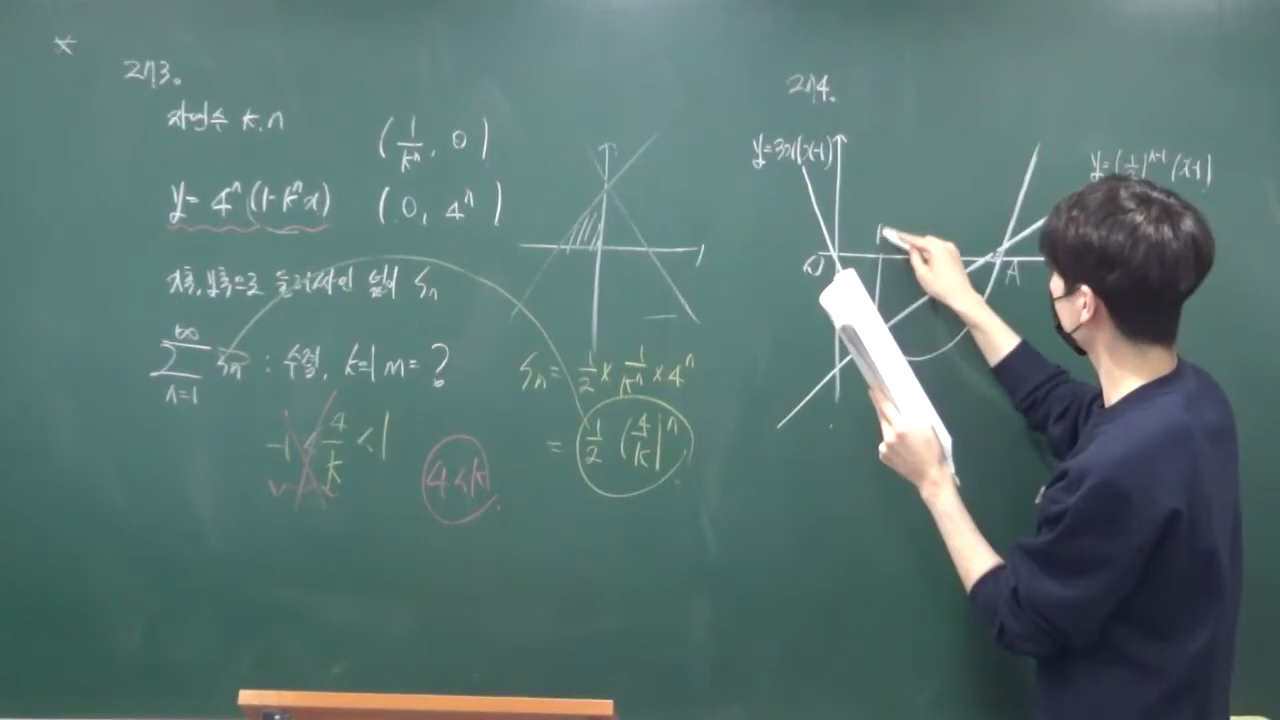 213.
자연수 k, n
(1/kⁿ, 0)
y = 4ⁿ(1-kⁿx)
(0, 4ⁿ)
x축, y축으로 둘러싸인 넓이 Sₙ
∞
Σ Sₙ : 수렴, k=1 m=?
n=1
Sₙ = 1/2 × 1/kⁿ × 4ⁿ
-1 < 4/k < 1
4<k
= 1/2 (4/k)ⁿ
214.
y=3x(x-1)
y=(1/2)ⁿ⁻¹(x-1)
O
A